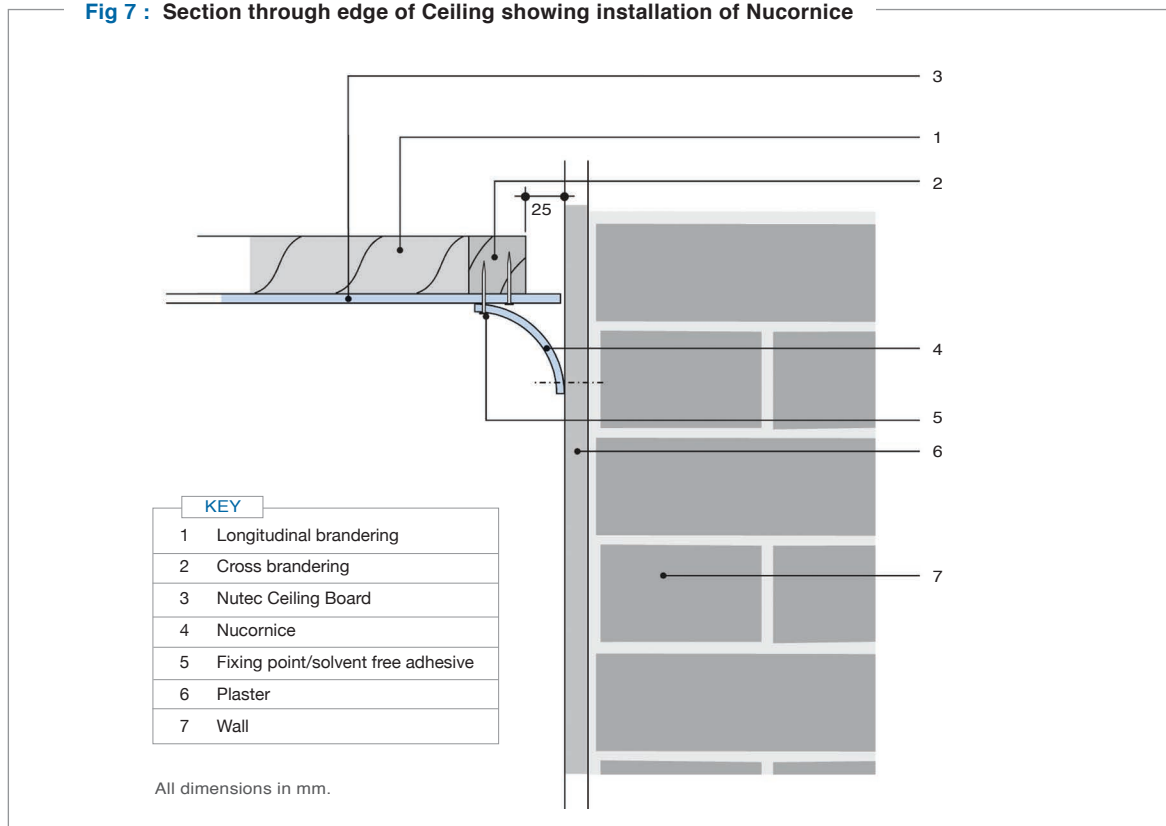 Fig 7 : Section through edge of Ceiling showing installation of Nucornice
3
1
2
25
4
5
6
7
KEY
1 Longitudinal brandering
2 Cross brandering
3 Nutec Ceiling Board
4 Nucornice
5 Fixing point/solvent free adhesive
6 Plaster
7 Wall
All dimensions in mm.